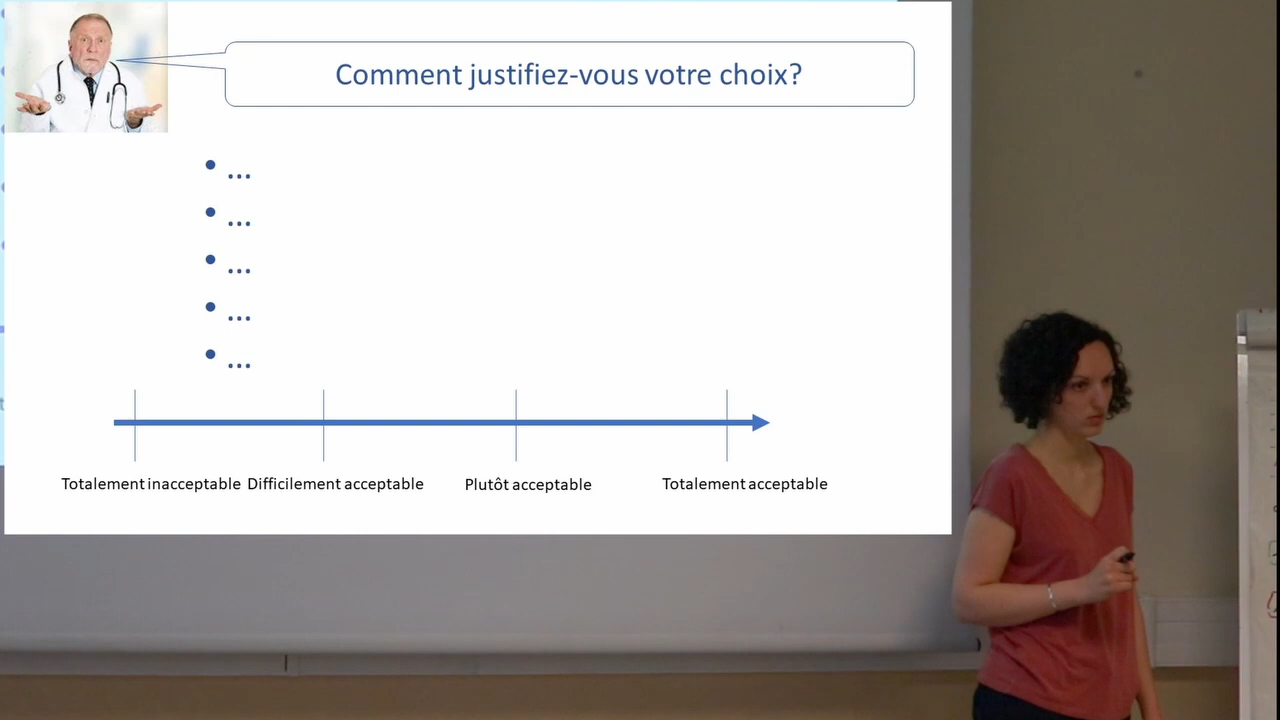 Comment justifiez-vous votre choix?
• ...
• ...
• ...
• ...
• ...
Totalement inacceptable Difficilement acceptable Plutôt acceptable Totalement acceptable